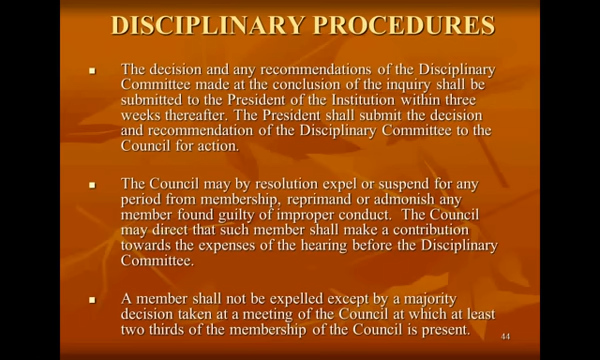 DISCIPLINARY PROCEDURES
The decision and any recommendations of the Disciplinary
Committee made at the conclusion of the inquiry shall be
submitted to the President of the Institution within three
weeks thereafter. The President shall submit the decision
and recommendation of the Disciplinary Committee to the
Council for action.
The Council may by resolution expel or suspend for any
period from membership, reprimand or admonish any
member found guilty of improper conduct. The Council
may direct that such member shall make a contribution
towards the expenses of the hearing before the Disciplinary
Committee.
A member shall not be expelled except by a majority
decision taken at a meeting of the Council at which at least
two thirds of the membership of the Council is present.
44